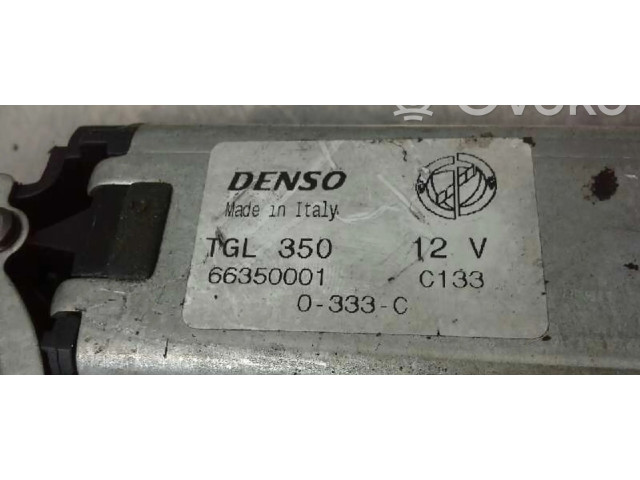 DENSO
Made in Italy
TGL 350 12 V
66350001 C133
0-333-C